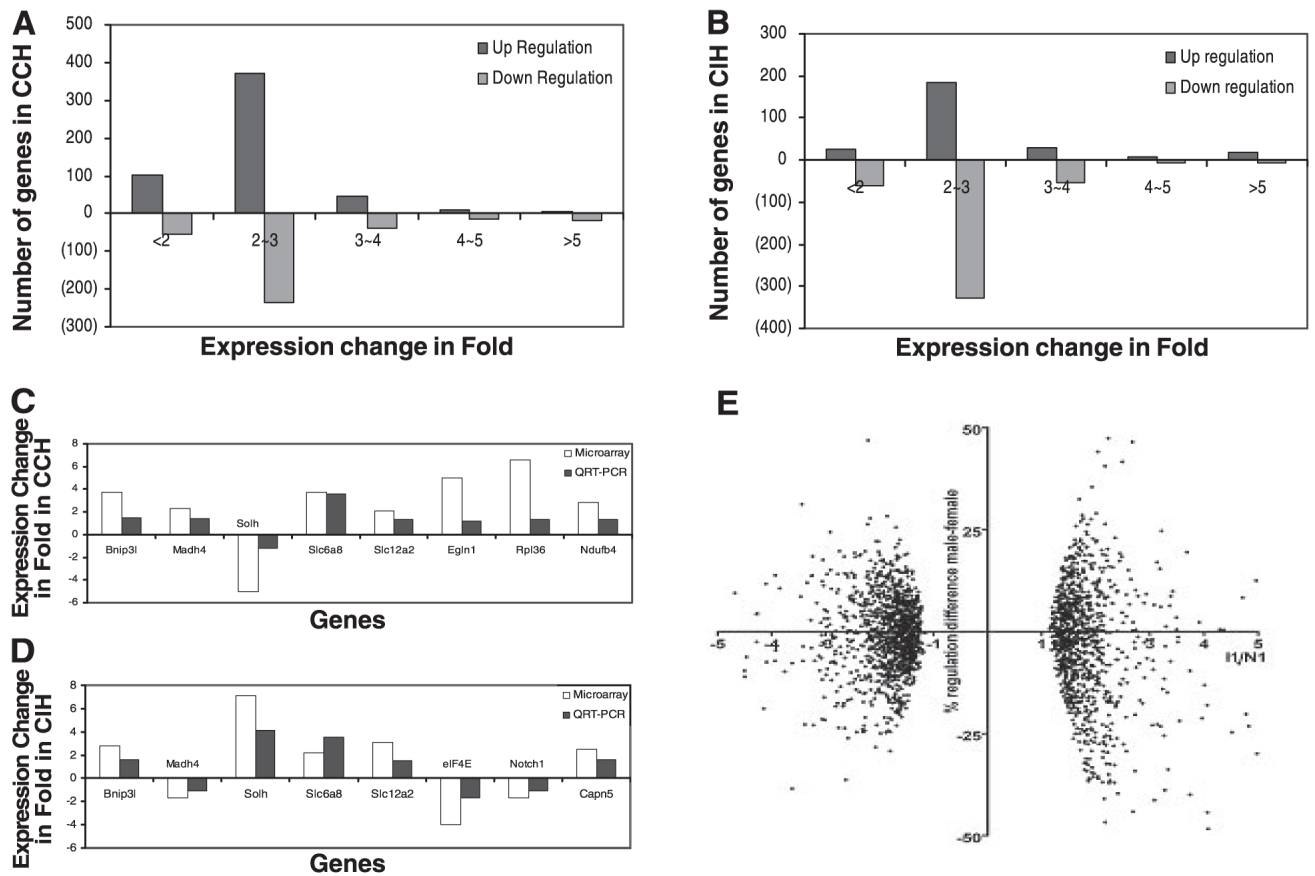 A
Number of genes in CCH
500
400
300
200
100
0
(100)
(200)
(300)
Up Regulation
Down Regulation
<2
2~3
3~4
4~5
>5
Expression change in Fold
B
Number of genes in CIH
300
200
100
0
(100)
(200)
(300)
(400)
Up regulation
Down regulation
<2
2~3
3~4
4~5
>5
Expression change in Fold
C
Expression Change
in Fold in CCH
8
6
4
2
0
-2
-4
-6
Microarray
QRT-PCR
Solh
Bnip3l
Madh4
Slc6a8
Slc12a2
Egln1
Rpl36
Ndufb4
Genes
D
Expression Change
in Fold in CIH
8
6
4
2
0
-2
-4
-6
Microarray
QRT-PCR
Madh4
eIF4E
Notch1
Bnip3l
Solh
Slc6a8
Slc12a2
Capn5
Genes
E
% regulation difference male-female
50
25
-25
-50
-5
-4
-1
1
3
4
5
I1/N1